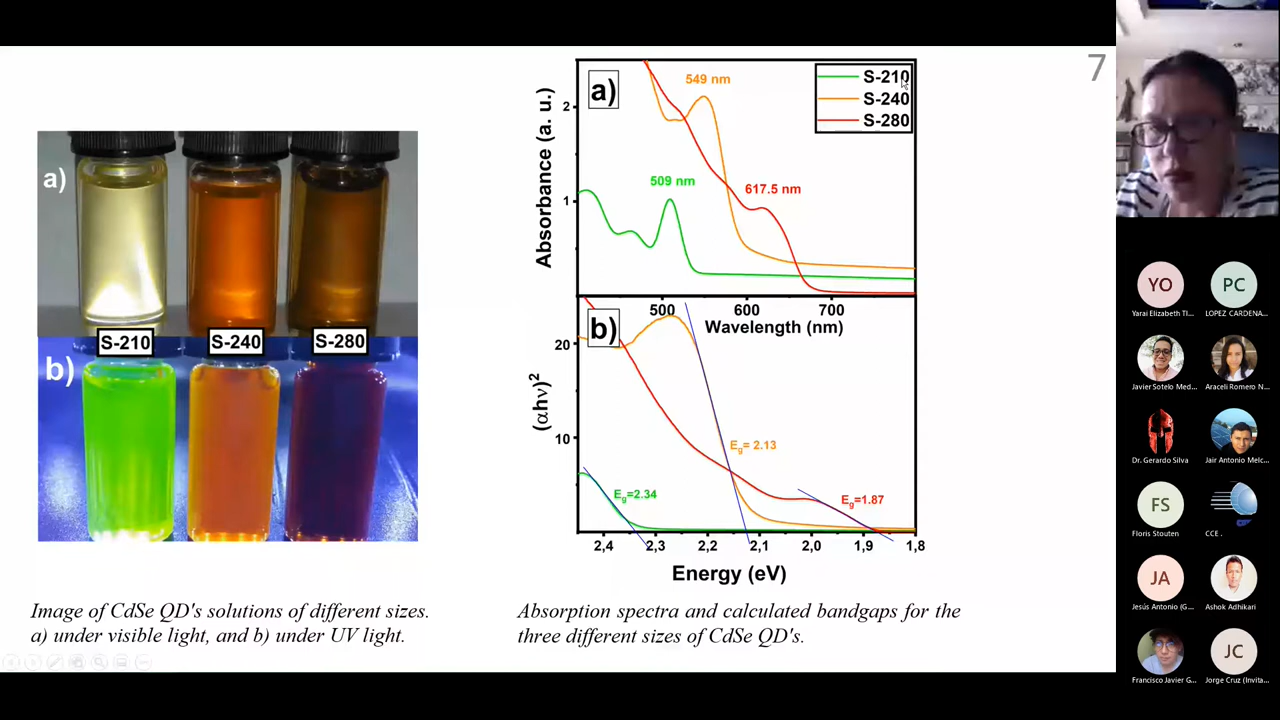 7
a)
S-210
S-240
S-280
b)
Image of CdSe QD's solutions of different sizes.
a) under visible light, and b) under UV light.
a)
S-210
S-240
S-280
549 nm
509 nm
617.5 nm
Absorbance (a. u.)
2
1
500
600
700
Wavelength (nm)
b)
(αhν)²
20
10
Eg= 2.13
Eg=2.34
Eg=1.87
2,4
2,3
2,2
2,1
2,0
1,9
1,8
Energy (eV)
Absorption spectra and calculated bandgaps for the
three different sizes of CdSe QD's.
YO
PC
Yarai Elizabeth Tl...
LOPEZ CARDENA...
Javier Sotelo Med...
Araceli Romero N...
Dr. Gerardo Silva
Jair Antonio Melc...
FS
Floris Stouten
CCE .
JA
Jesús Antonio (G...
Ashok Adhikari
JC
Francisco Javier G...
Jorge Cruz (Invita...